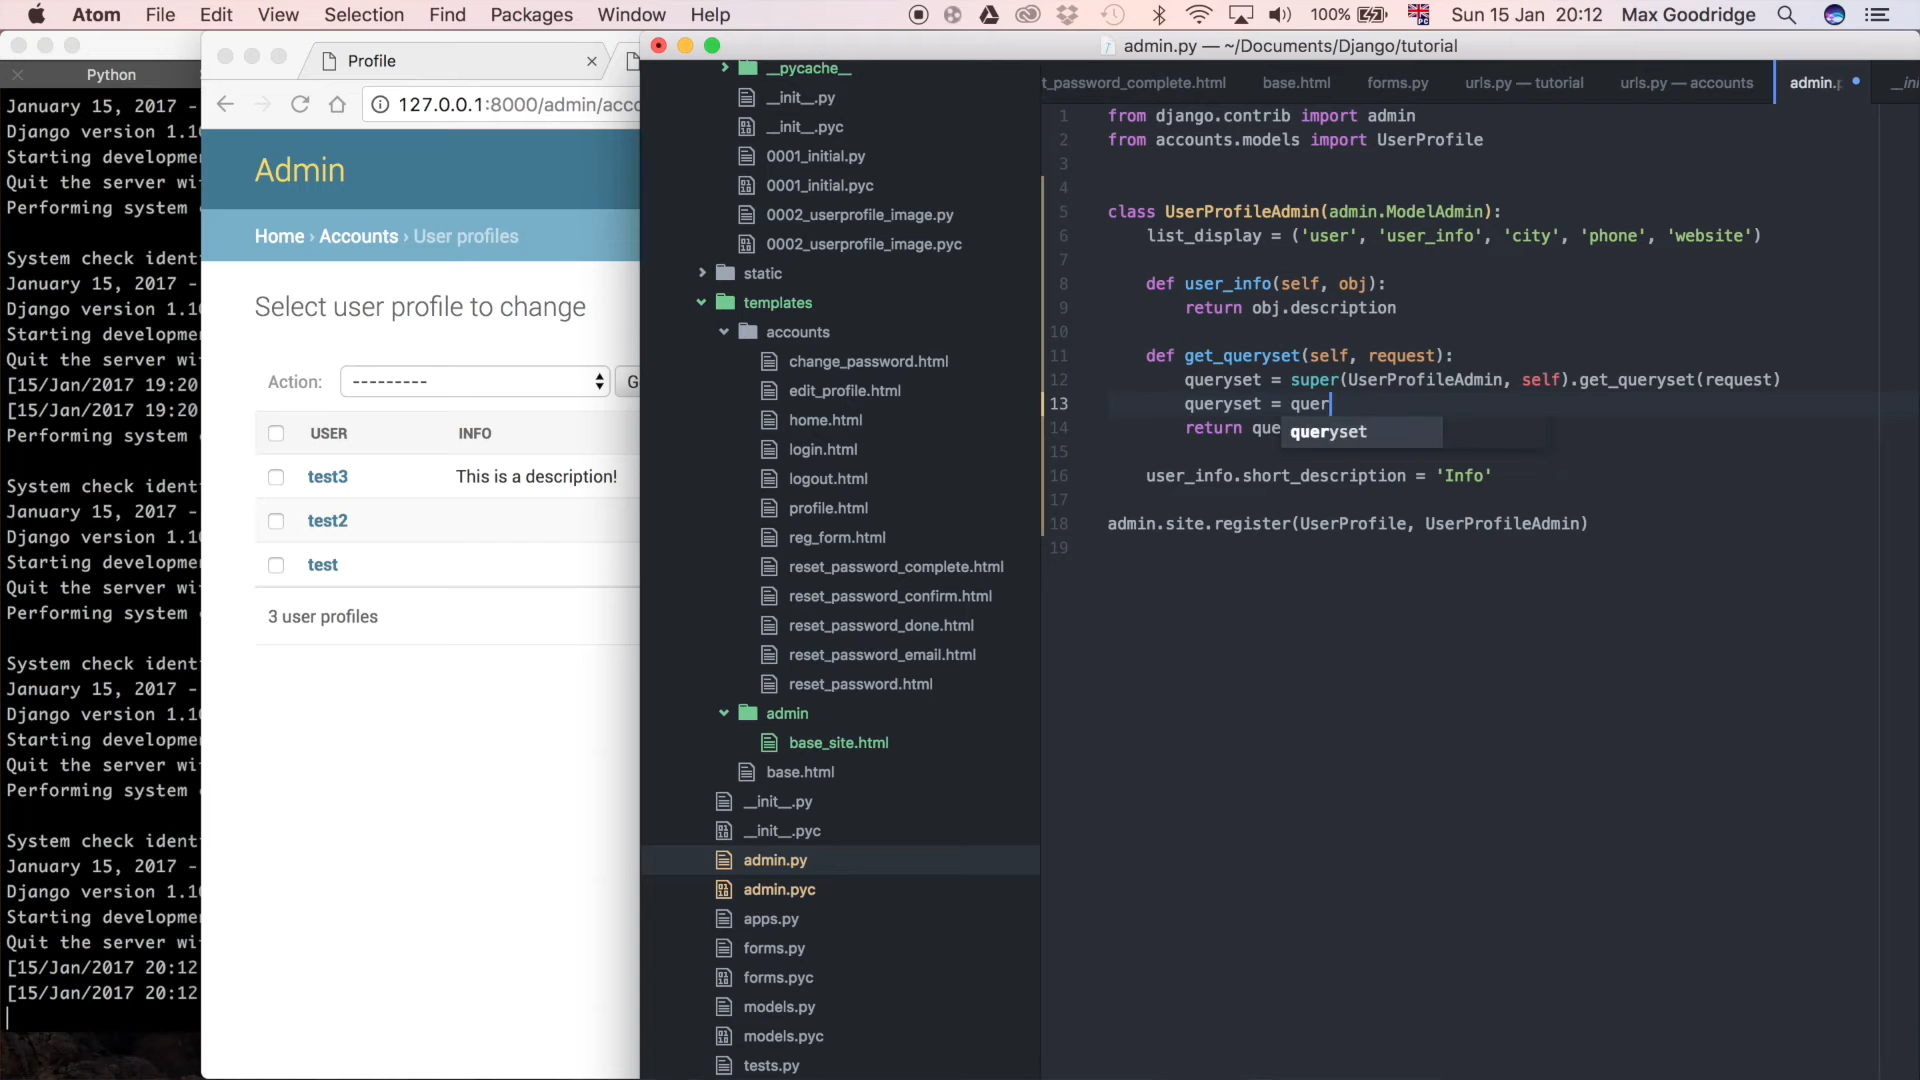 Atom File Edit View Selection Find Packages Window Help 100% Sun 15 Jan 20:12 Max Goodridge
Python
January 15, 2017 -
Django version 1.10
Starting developme
Quit the server wi
Performing system
System check ident
January 15, 2017 -
Django version 1.10
Starting developme
Quit the server wi
[15/Jan/2017 19:20
[15/Jan/2017 19:20
Performing system
System check ident
January 15, 2017 -
Django version 1.10
Starting developme
Quit the server wi
Performing system
System check ident
January 15, 2017 -
Django version 1.10
Starting developme
Quit the server wi
Performing system
System check ident
January 15, 2017 -
Django version 1.10
Starting developme
Quit the server wi
[15/Jan/2017 20:12
[15/Jan/2017 20:12
Profile
127.0.0.1:8000/admin/acco
Admin
Home › Accounts › User profiles
Select user profile to change
Action: --------- G
USER INFO
test3 This is a description!
test2
test
3 user profiles
admin.py — ~/Documents/Django/tutorial
__pycache__
__init__.py
__init__.pyc
0001_initial.py
0001_initial.pyc
0002_userprofile_image.py
0002_userprofile_image.pyc
static
templates
accounts
change_password.html
edit_profile.html
home.html
login.html
logout.html
profile.html
reg_form.html
reset_password_complete.html
reset_password_confirm.html
reset_password_done.html
reset_password_email.html
reset_password.html
admin
base_site.html
base.html
__init__.py
__init__.pyc
admin.py
admin.pyc
apps.py
forms.py
forms.pyc
models.py
models.pyc
tests.py
t_password_complete.html base.html forms.py urls.py — tutorial urls.py — accounts admin.p __ini
1 from django.contrib import admin
2 from accounts.models import UserProfile
3
4
5 class UserProfileAdmin(admin.ModelAdmin):
6 list_display = ('user', 'user_info', 'city', 'phone', 'website')
7
8 def user_info(self, obj):
9 return obj.description
10
11 def get_queryset(self, request):
12 queryset = super(UserProfileAdmin, self).get_queryset(request)
13 queryset = quer
14 return que
queryset
15
16 user_info.short_description = 'Info'
17
18 admin.site.register(UserProfile, UserProfileAdmin)
19